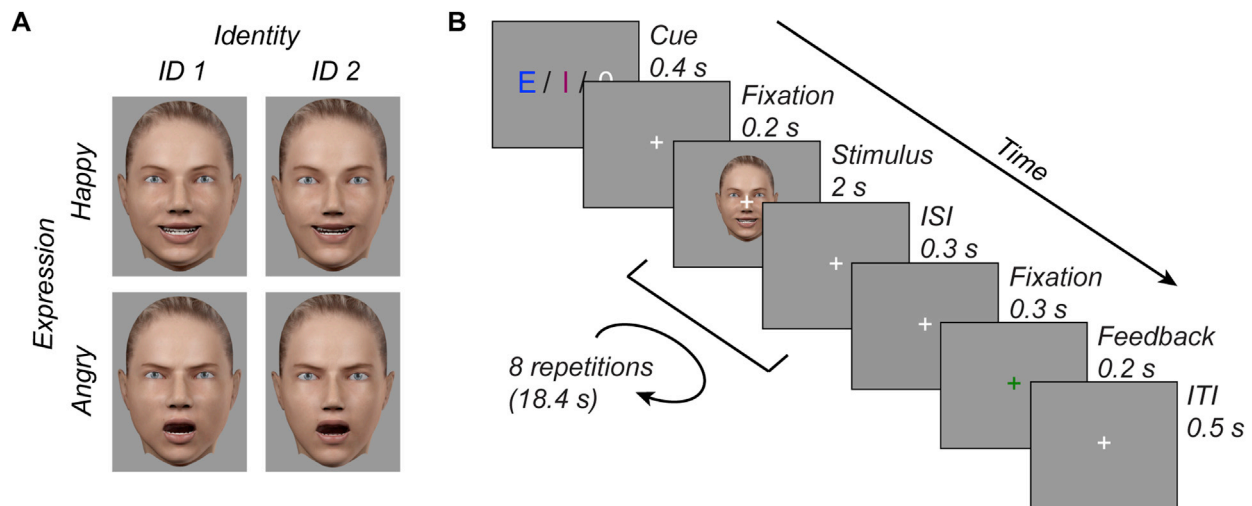 A
Identity
ID 1
ID 2
Expression
Happy
Angry
B
E / I / 0
Cue
0.4 s
Fixation
0.2 s
Stimulus
2 s
ISI
0.3 s
Fixation
0.3 s
Feedback
0.2 s
ITI
0.5 s
Time
8 repetitions
(18.4 s)